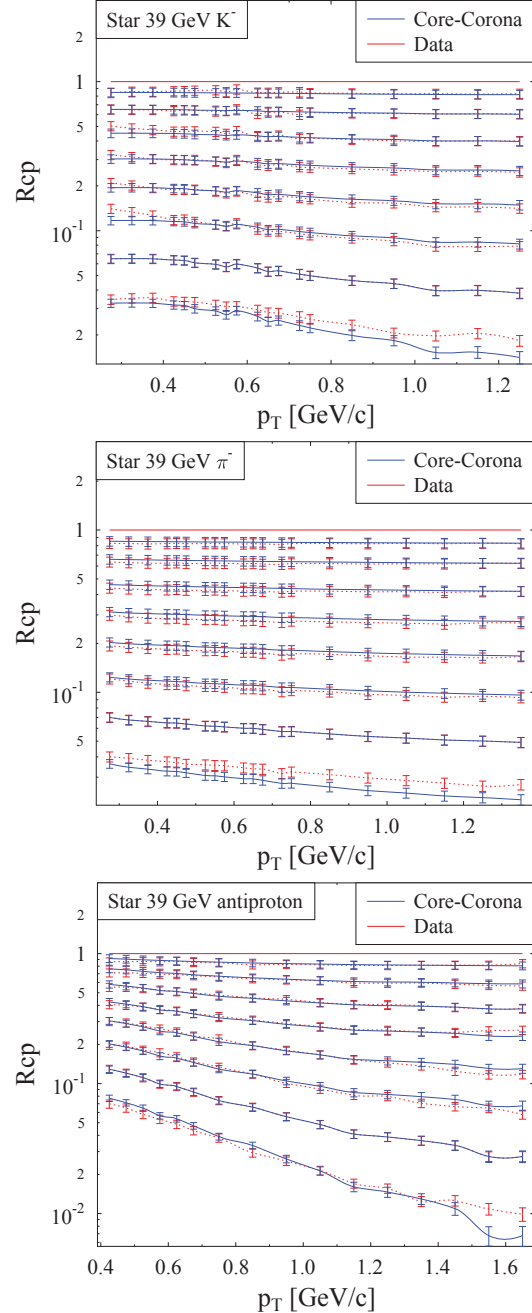 Star 39 GeV K-
Core-Corona
Data
2
1
5
2
10-1
5
2
Rcp
0.4 0.6 0.8 1.0 1.2
pT [GeV/c]
Star 39 GeV π-
Core-Corona
Data
2
1
5
2
10-1
5
Rcp
0.4 0.6 0.8 1.0 1.2
pT [GeV/c]
Star 39 GeV antiproton
Core-Corona
Data
2
1
5
2
10-1
5
2
10-2
Rcp
0.4 0.6 0.8 1.0 1.2 1.4 1.6
pT [GeV/c]